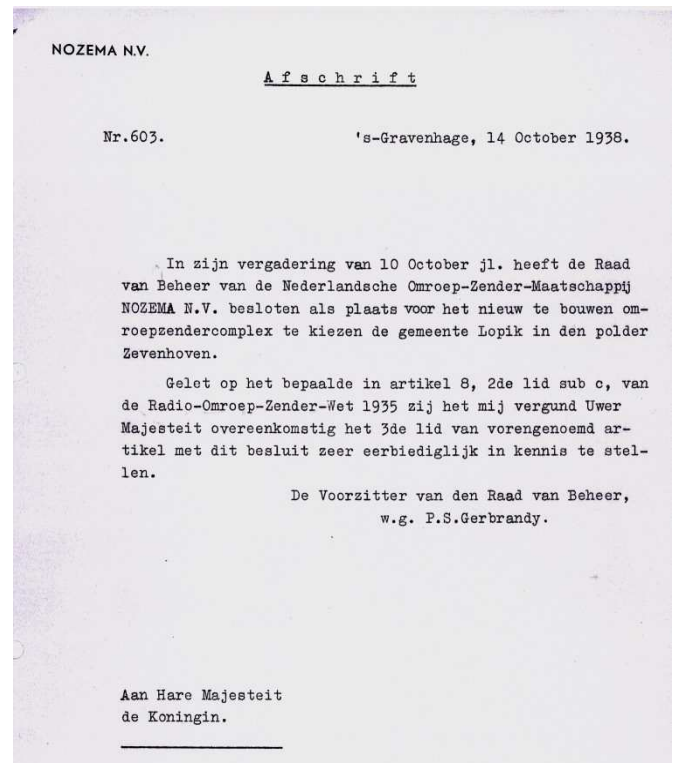 NOZEMA N.V.
Afschrift
Nr.603. 's-Gravenhage, 14 October 1938.
In zijn vergadering van 10 October jl. heeft de Raad
van Beheer van de Nederlandsche Omroep-Zender-Maatschappij
NOZEMA N.V. besloten als plaats voor het nieuw te bouwen om-
roepzendercomplex te kiezen de gemeente Lopik in den polder
Zevenhoven.
Gelet op het bepaalde in artikel 8, 2de lid sub c, van
de Radio-Omroep-Zender-Wet 1935 zij het mij vergund Uwer
Majesteit overeenkomstig het 3de lid van vorengenoemd ar-
tikel met dit besluit zeer eerbiediglijk in kennis te stel-
len.
De Voorzitter van den Raad van Beheer,
w.g. P.S.Gerbrandy.
Aan Hare Majesteit
de Koningin.